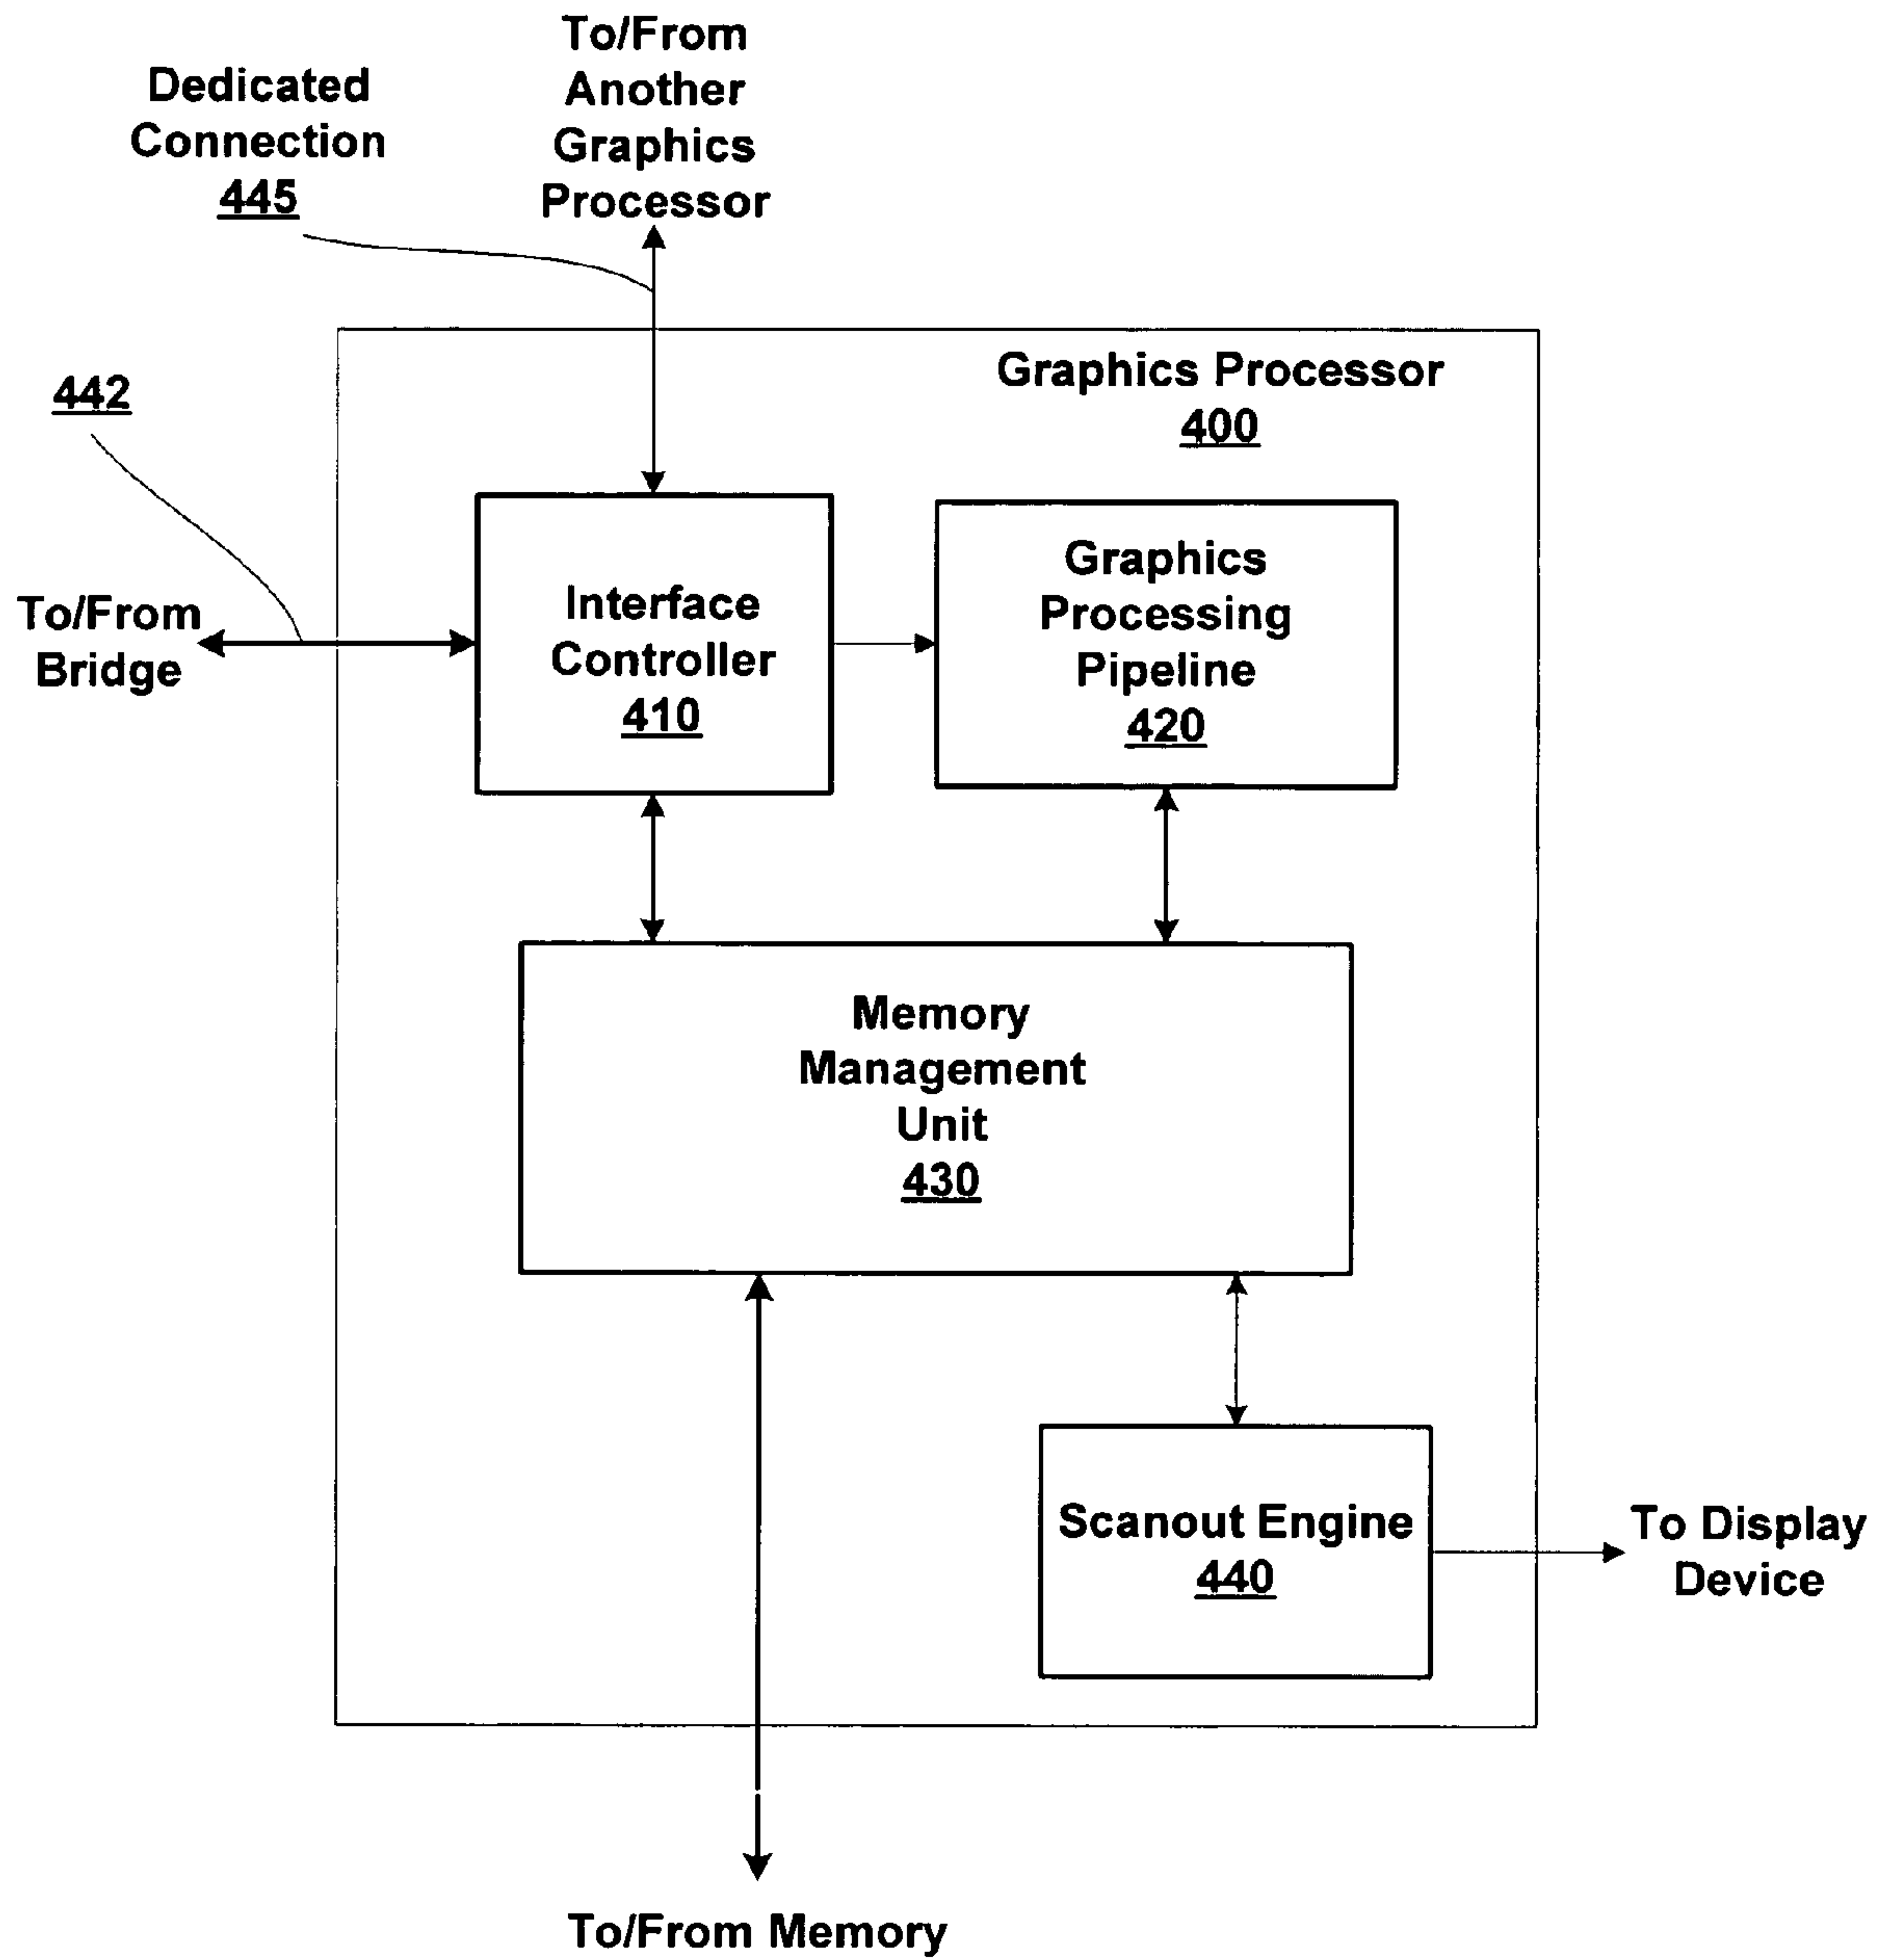 To/From
Another
Graphics
Processor
Dedicated
Connection
445
Graphics Processor
400
442
To/From
Bridge
Interface
Controller
410
Graphics
Processing
Pipeline
420
Memory
Management
Unit
430
Scanout Engine
440
To Display
Device
To/From Memory